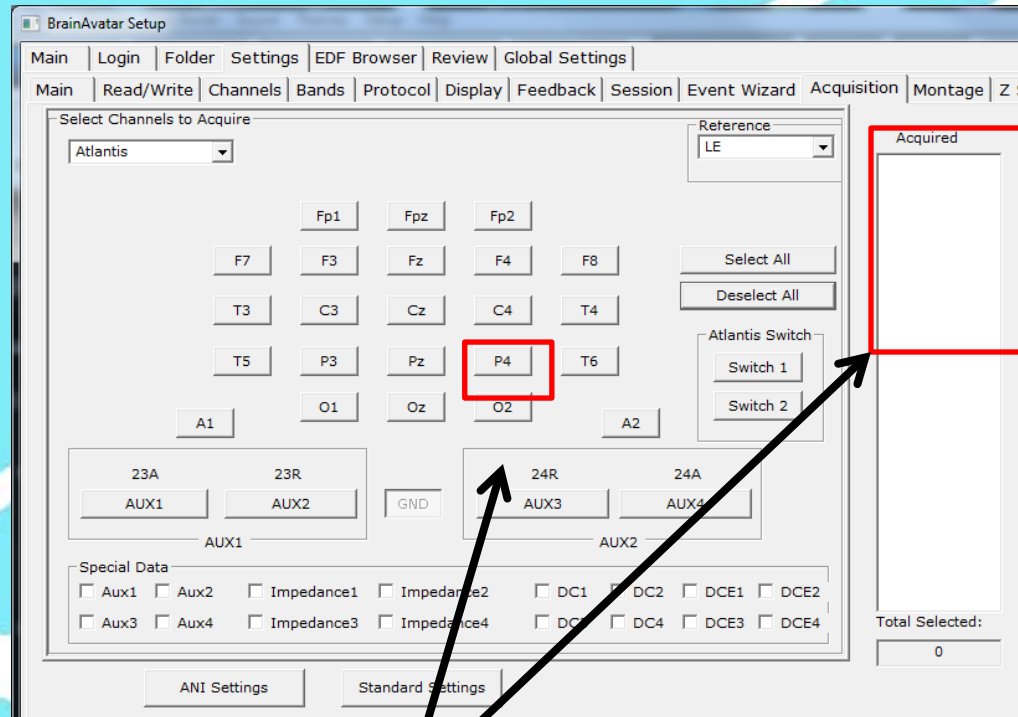 BrainAvatar Setup
Main Login Folder Settings EDF Browser Review Global Settings
Main Read/Write Channels Bands Protocol Display Feedback Session Event Wizard Acquisition Montage Z
Select Channels to Acquire
Reference
Acquired
Atlantis
LE
Fp1 Fpz Fp2
F7 F3 Fz F4 F8 Select All
Deselect All
T3 C3 Cz C4 T4
Atlantis Switch
T5 P3 Pz P4 T6 Switch 1
O1 Oz O2 Switch 2
A1 A2
23A 23R 24R 24A
AUX1 AUX2 GND AUX3 AUX4
AUX1 AUX2
Special Data
Aux1 Aux2 Impedance1 Impedance2 DC1 DC2 DCE1 DCE2
Aux3 Aux4 Impedance3 Impedance4 DC3 DC4 DCE3 DCE4
Total Selected:
0
ANI Settings Standard Settings